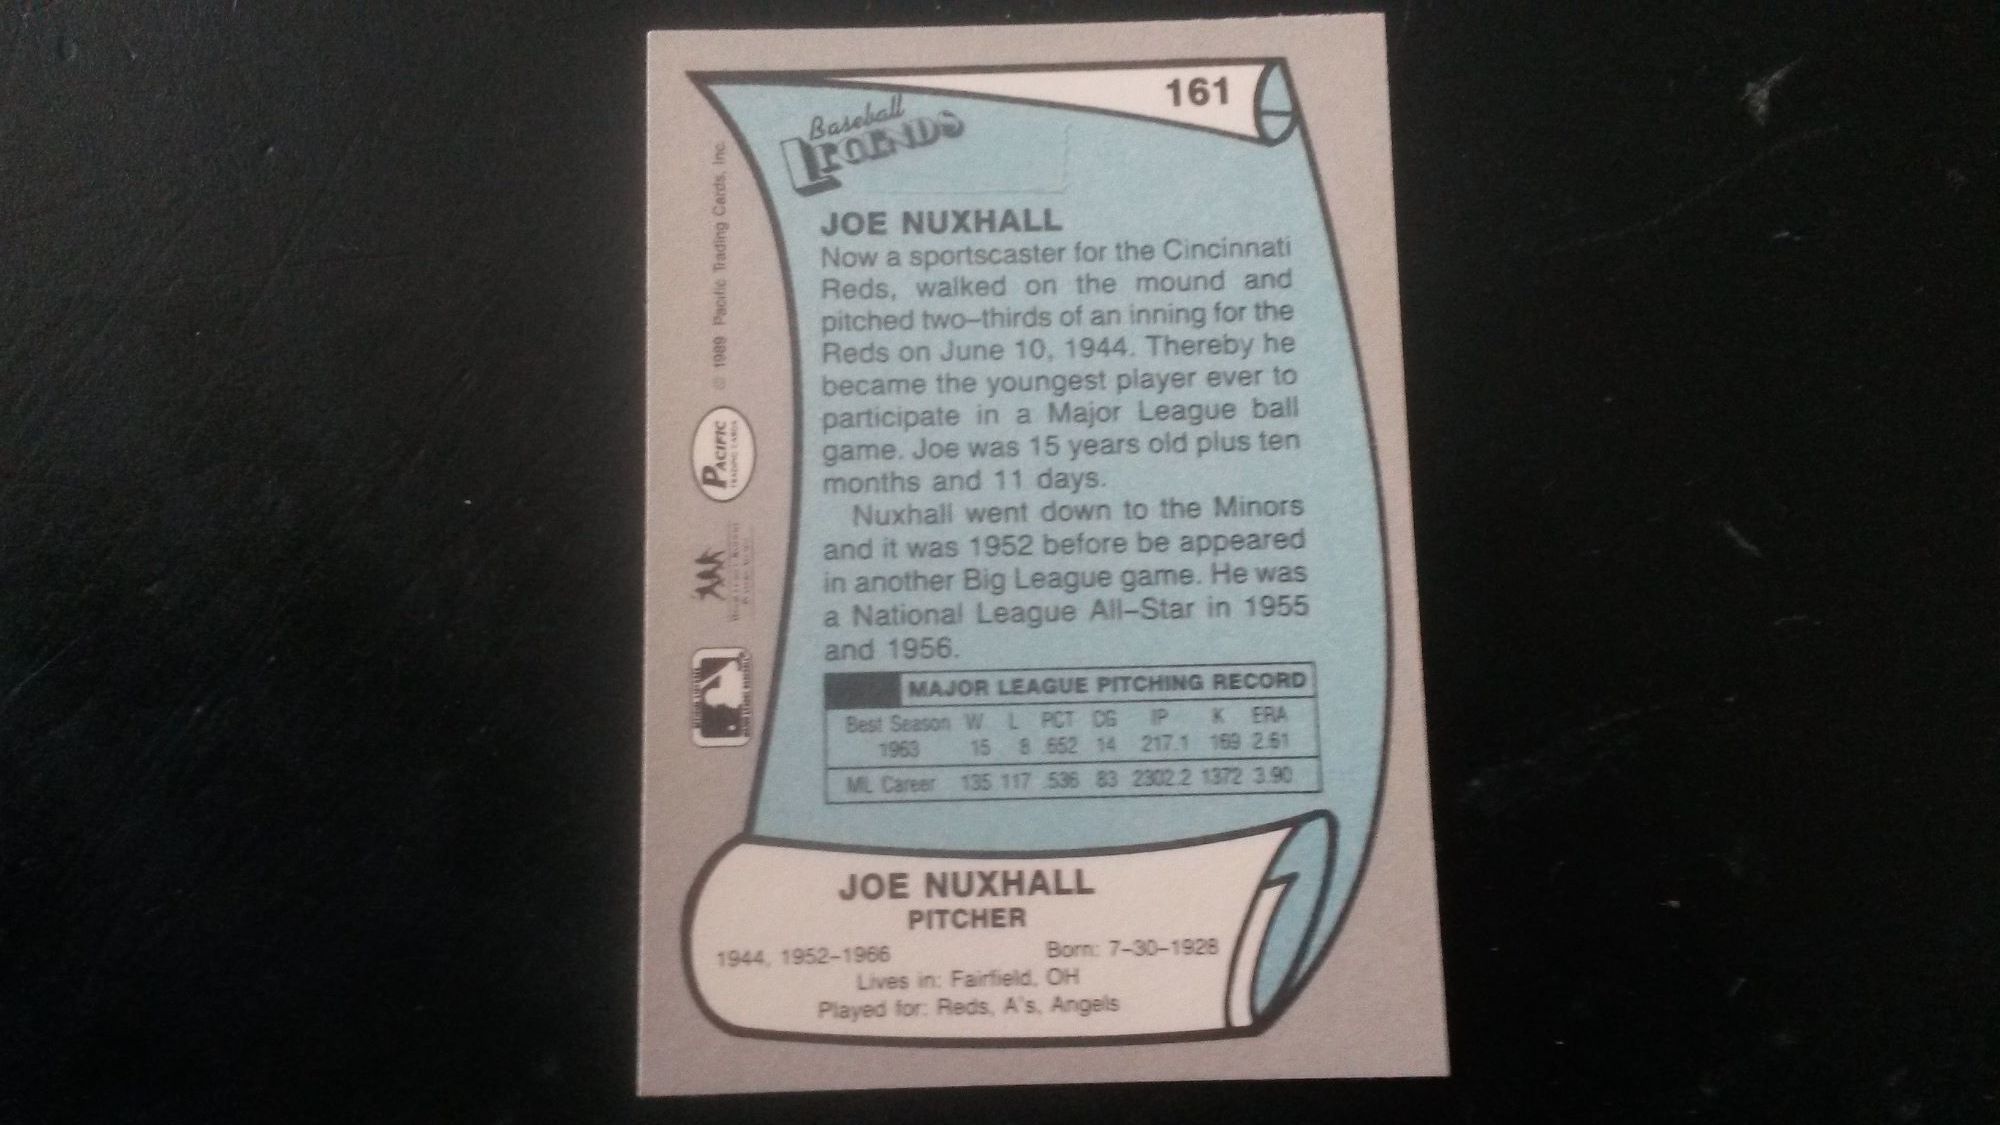 161
Baseball
LEGENDS
JOE NUXHALL
Now a sportscaster for the Cincinnati
Reds, walked on the mound and
pitched two–thirds of an inning for the
Reds on June 10, 1944. Thereby he
became the youngest player ever to
participate in a Major League ball
game. Joe was 15 years old plus ten
months and 11 days.
Nuxhall went down to the Minors
and it was 1952 before be appeared
in another Big League game. He was
a National League All–Star in 1955
and 1956.
MAJOR LEAGUE PITCHING RECORD
Best Season W L PCT CG IP K ERA
1963 15 8 .652 14 217.1 169 2.61
ML Career 135 117 .536 83 2302.2 1372 3.90
JOE NUXHALL
PITCHER
1944, 1952–1966 Born: 7–30–1928
Lives in: Fairfield, OH
Played for: Reds, A's, Angels
© 1989 Pacific Trading Cards, Inc.
PACIFIC
TRADING CARDS